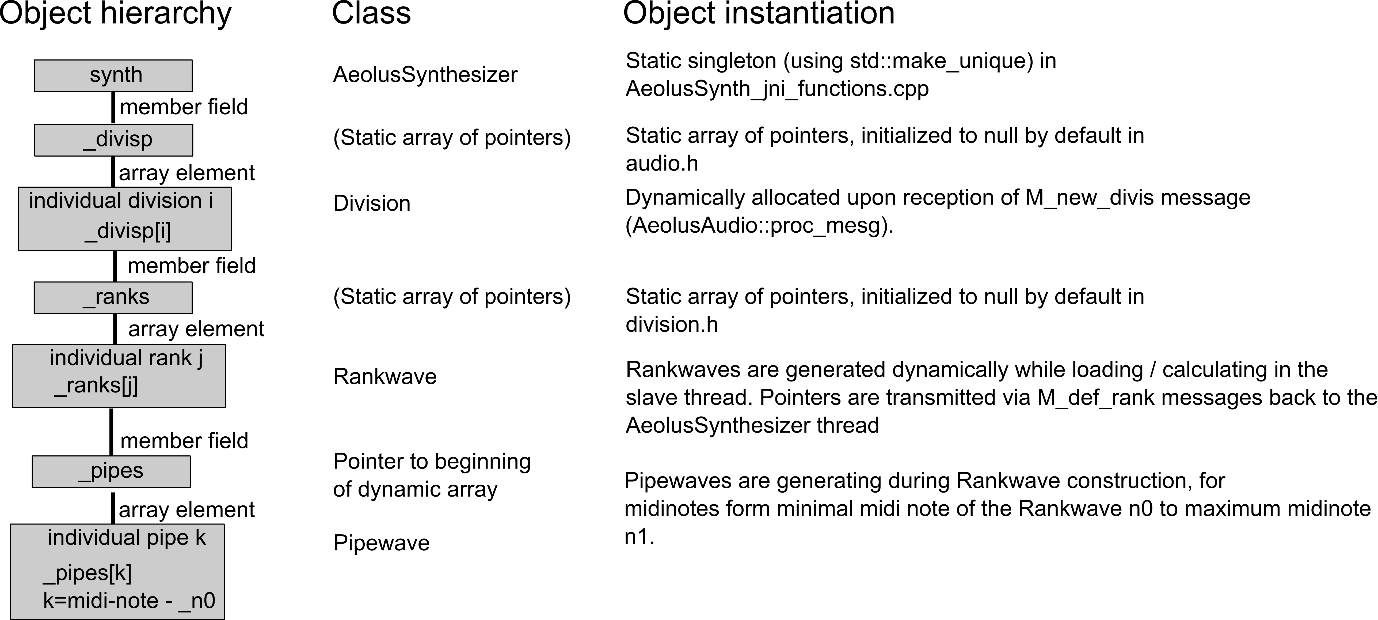 Object hierarchy Class Object instantiation
synth
AeolusSynthesizer
Static singleton (using std::make_unique) in
AeolusSynth_jni_functions.cpp
member field
_divisp
(Static array of pointers)
Static array of pointers, initialized to null by default in
audio.h
array element
individual division i
_divisp[i]
Division
Dynamically allocated upon reception of M_new_divis message
(AeolusAudio::proc_mesg).
member field
_ranks
(Static array of pointers)
Static array of pointers, initialized to null by default in
division.h
array element
individual rank j
_ranks[j]
Rankwave
Rankwaves are generated dynamically while loading / calculating in the
slave thread. Pointers are transmitted via M_def_rank messages back to the
AeolusSynthesizer thread
member field
_pipes
Pointer to beginning
of dynamic array
Pipewaves are generating during Rankwave construction, for
midinotes form minimal midi note of the Rankwave n0 to maximum midinote
n1.
array element
individual pipe k
_pipes[k]
k=midi-note - _n0
Pipewave